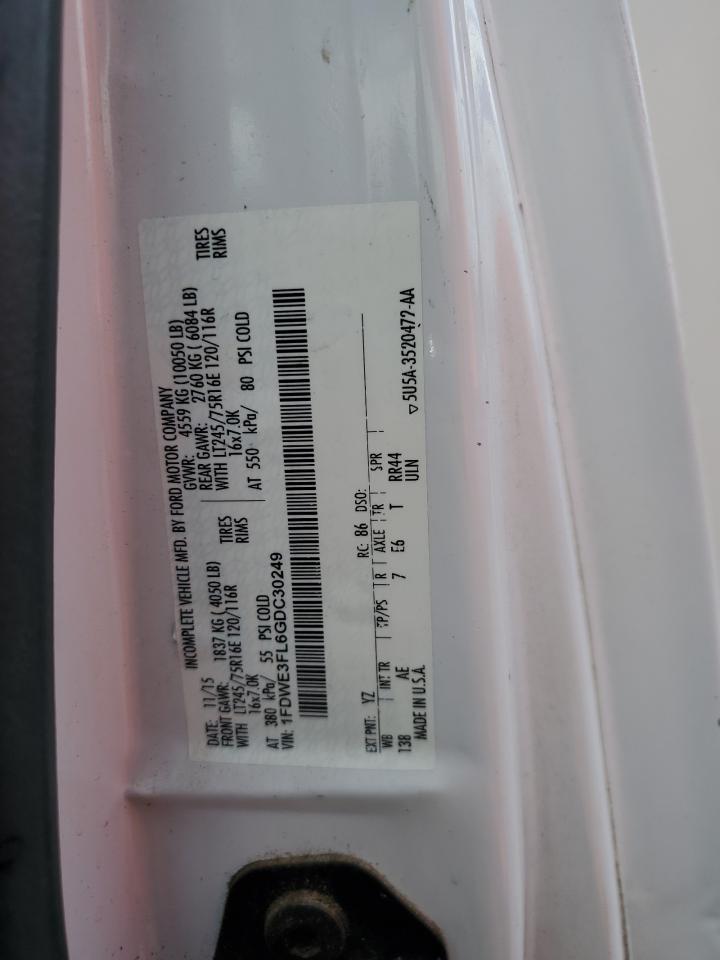 INCOMPLETE VEHICLE MFD. BY FORD MOTOR COMPANY
DATE: 11/15 GVWR: 4559 KG (10050 LB)
FRONT GAWR: 1837 KG ( 4050 LB) REAR GAWR: 2760 KG ( 6084 LB)
WITH LT245/75R16E 120/116R TIRES WITH LT245/75R16E 120/116R TIRES
16x7.0K RIMS 16x7.0K RIMS
AT 380 kPa/ 55 PSI COLD AT 550 kPa/ 80 PSI COLD
VIN: 1FDWE3FL6GDC30249
EXT PNT: YZ RC: 86 DSO:
WB INT TR TP/PS R AXLE TR SPR
138 AE 7 E6 T RR44
MADE IN U.S.A. ULN
▽5U5A-3520472-AA